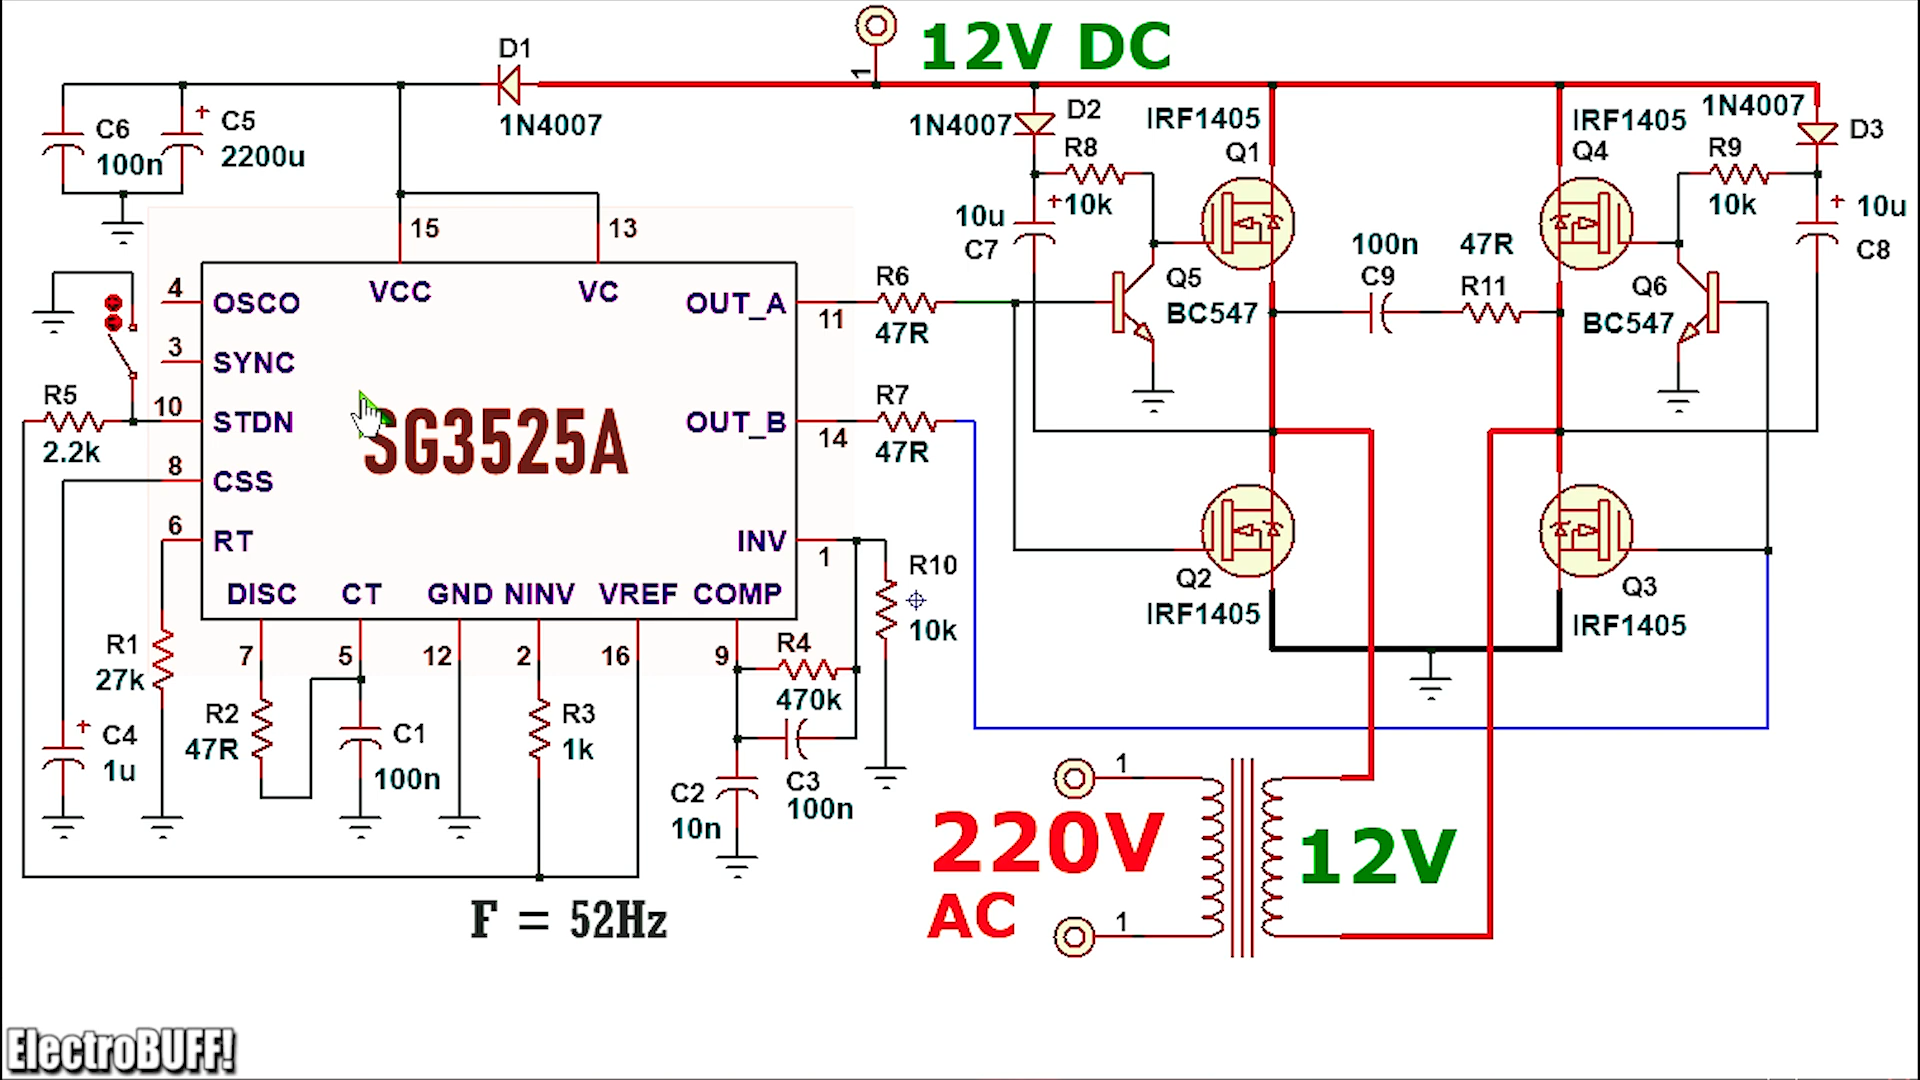 12V DC
1
D1
1N4007
C6
100n
C5
2200u
+
1N4007
D2
R8
10k
+
10u
C7
IRF1405
Q1
IRF1405
Q4
1N4007
D3
R9
10k
+
10u
C8
15
13
VCC
VC
4
OSCO
3
SYNC
10
STDN
8
CSS
6
RT
R5
2.2k
SG3525A
OUT_A
11
OUT_B
14
INV
1
R6
47R
R7
47R
Q5
BC547
100n
C9
47R
R11
Q6
BC547
DISC
CT
GND
NINV
VREF
COMP
7
5
12
2
16
9
R10
10k
Q2
IRF1405
Q3
IRF1405
R1
27k
R2
47R
C1
100n
R3
1k
R4
470k
C3
100n
C2
10n
+
C4
1u
1
220V
AC
1
12V
F = 52Hz
ElectroBUFF!